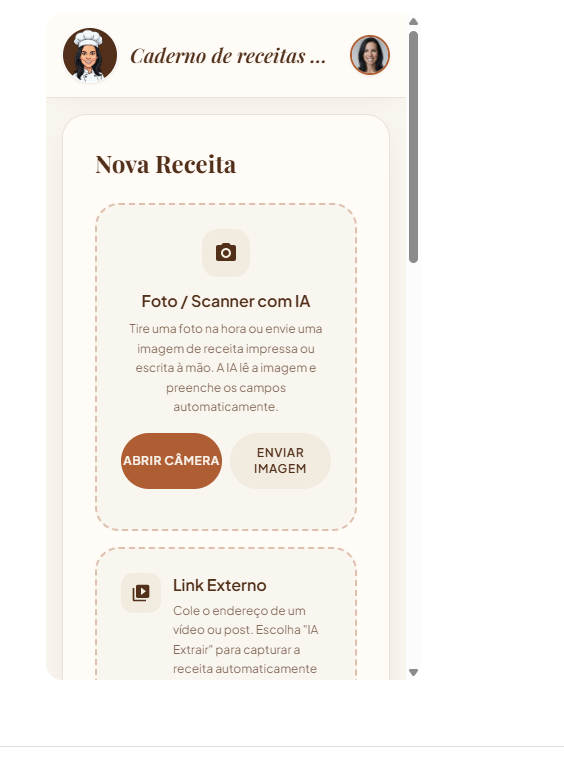 Caderno de receitas ...
Nova Receita
Foto / Scanner com IA
Tire uma foto na hora ou envie uma
imagem de receita impressa ou
escrita à mão. A IA lê a imagem e
preenche os campos
automaticamente.
ABRIR CÂMERA
ENVIAR
IMAGEM
Link Externo
Cole o endereço de um
vídeo ou post. Escolha "IA
Extrair" para capturar a
receita automaticamente